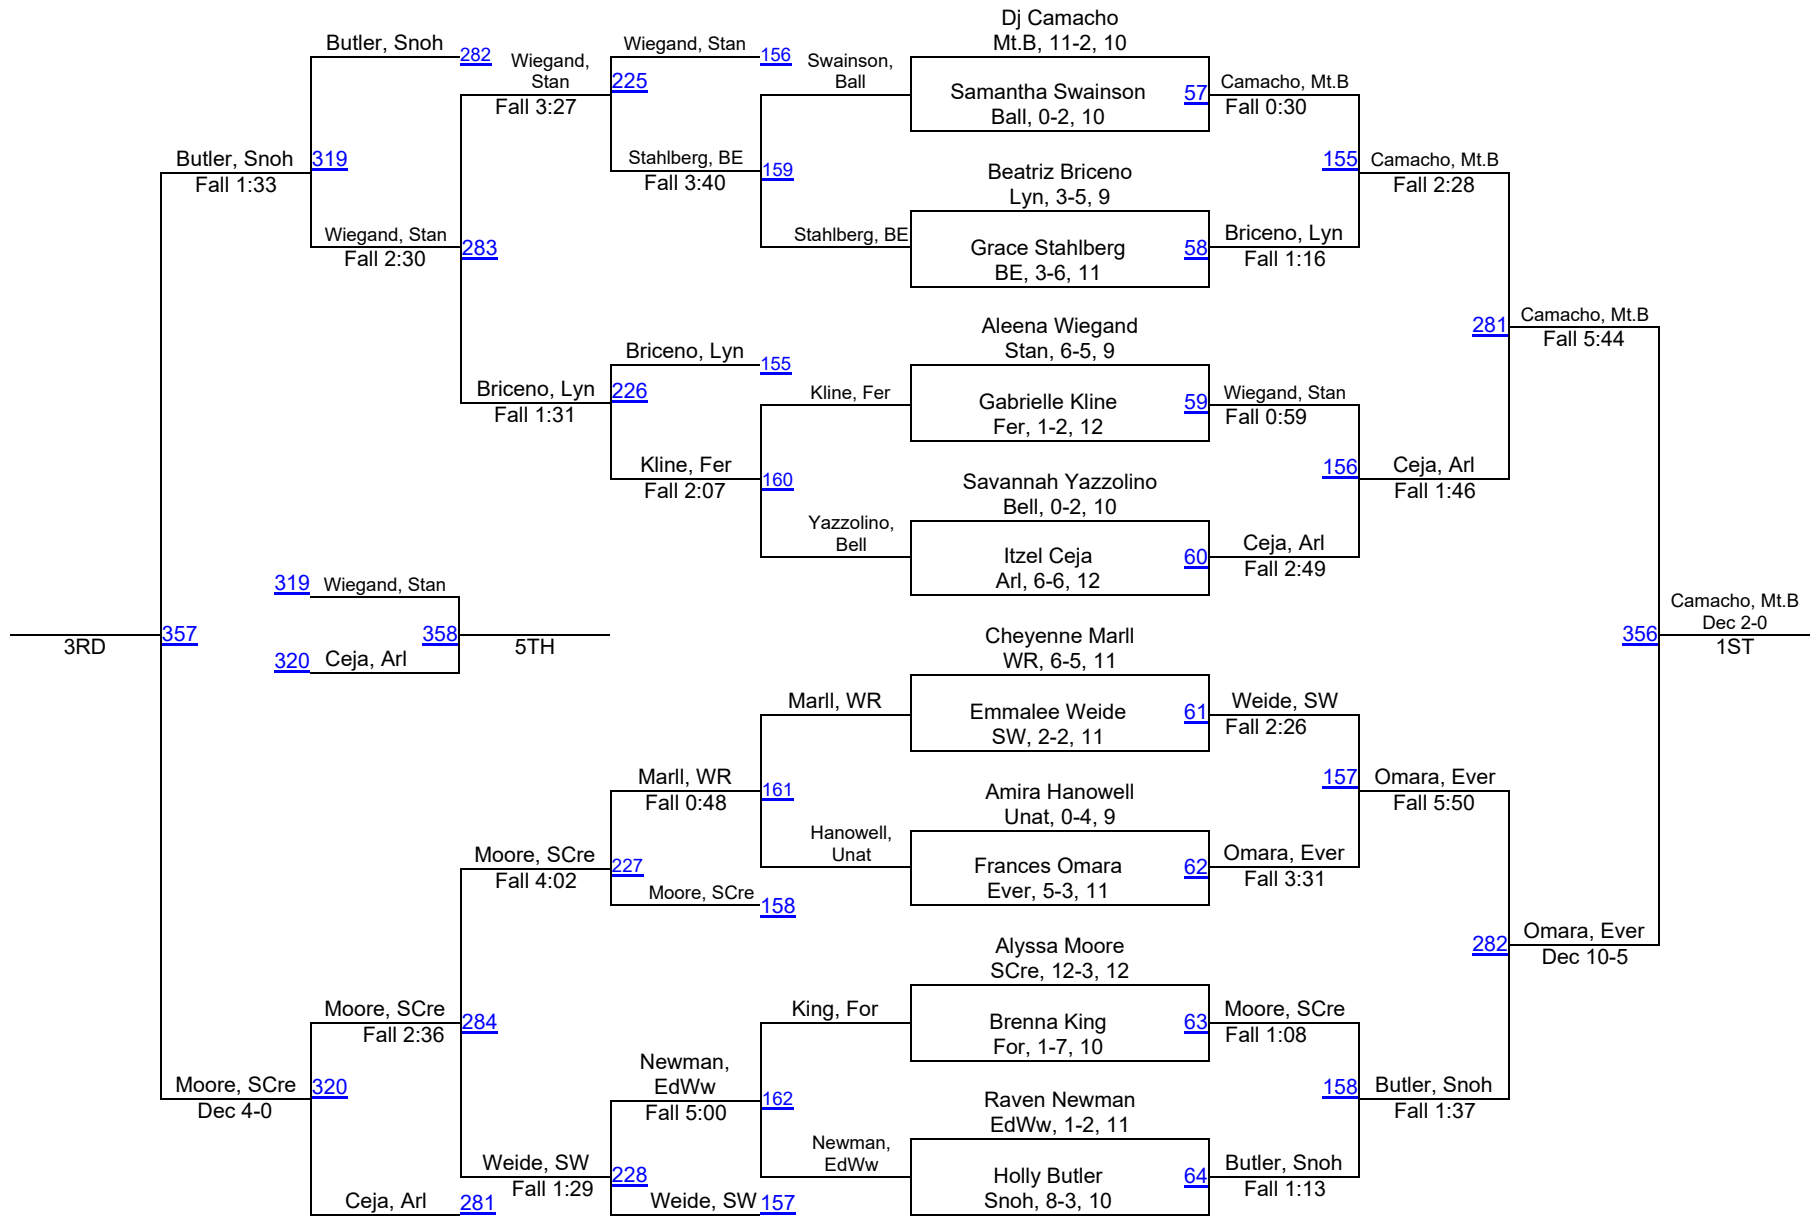 Dj Camacho
Mt.B, 11-2, 10
Butler, Snoh
282
Wiegand,
Stan
225
Fall 3:27
Wiegand, Stan
156
Swainson,
Ball
Samantha Swainson
Ball, 0-2, 10
57
Camacho, Mt.B
Fall 0:30
Butler, Snoh
319
Fall 1:33
Stahlberg, BE
159
Fall 3:40
Beatriz Briceno
Lyn, 3-5, 9
155
Camacho, Mt.B
Fall 2:28
Wiegand, Stan
283
Fall 2:30
Stahlberg, BE
Grace Stahlberg
BE, 3-6, 11
58
Briceno, Lyn
Fall 1:16
Aleena Wiegand
Stan, 6-5, 9
281
Camacho, Mt.B
Fall 5:44
Briceno, Lyn
155
Briceno, Lyn
226
Fall 1:31
Kline, Fer
Gabrielle Kline
Fer, 1-2, 12
59
Wiegand, Stan
Fall 0:59
Kline, Fer
160
Fall 2:07
Savannah Yazzolino
Bell, 0-2, 10
156
Ceja, Arl
Fall 1:46
Yazzolino,
Bell
Itzel Ceja
Arl, 6-6, 12
60
Ceja, Arl
Fall 2:49
319
Wiegand, Stan
3RD
357
358
5TH
320
Ceja, Arl
Cheyenne Marll
WR, 6-5, 11
356
Camacho, Mt.B
Dec 2-0
1ST
Marll, WR
Emmalee Weide
SW, 2-2, 11
61
Weide, SW
Fall 2:26
Marll, WR
161
Fall 0:48
Amira Hanowell
Unat, 0-4, 9
157
Omara, Ever
Fall 5:50
Moore, SCre
227
Fall 4:02
Hanowell,
Unat
Frances Omara
Ever, 5-3, 11
62
Omara, Ever
Fall 3:31
Moore, SCre
158
Alyssa Moore
SCre, 12-3, 12
282
Omara, Ever
Dec 10-5
Moore, SCre
284
Fall 2:36
King, For
Brenna King
For, 1-7, 10
63
Moore, SCre
Fall 1:08
Moore, SCre
320
Dec 4-0
Newman,
EdWw
162
Fall 5:00
Raven Newman
EdWw, 1-2, 11
158
Butler, Snoh
Fall 1:37
Weide, SW
228
Fall 1:29
Newman,
EdWw
Holly Butler
Snoh, 8-3, 10
64
Butler, Snoh
Fall 1:13
Ceja, Arl
281
Weide, SW
157